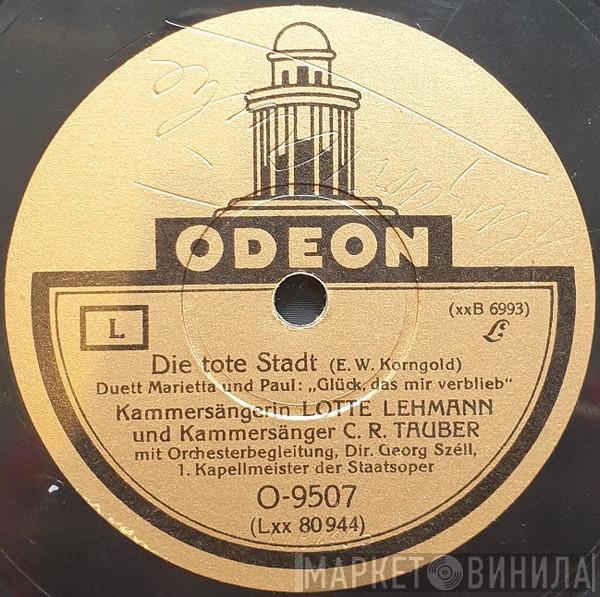 ODEON
L.
(xxB 6993)
Die tote Stadt (E. W. Korngold)
Duett Marietta und Paul: „Glück, das mir verblieb“
Kammersängerin LOTTE LEHMANN
und Kammersänger C. R. TAUBER
mit Orchesterbegleitung, Dir. Georg Széll,
1. Kapellmeister der Staatsoper
O-9507
(Lxx 80944)
МАРКЕТ ВИНИЛА